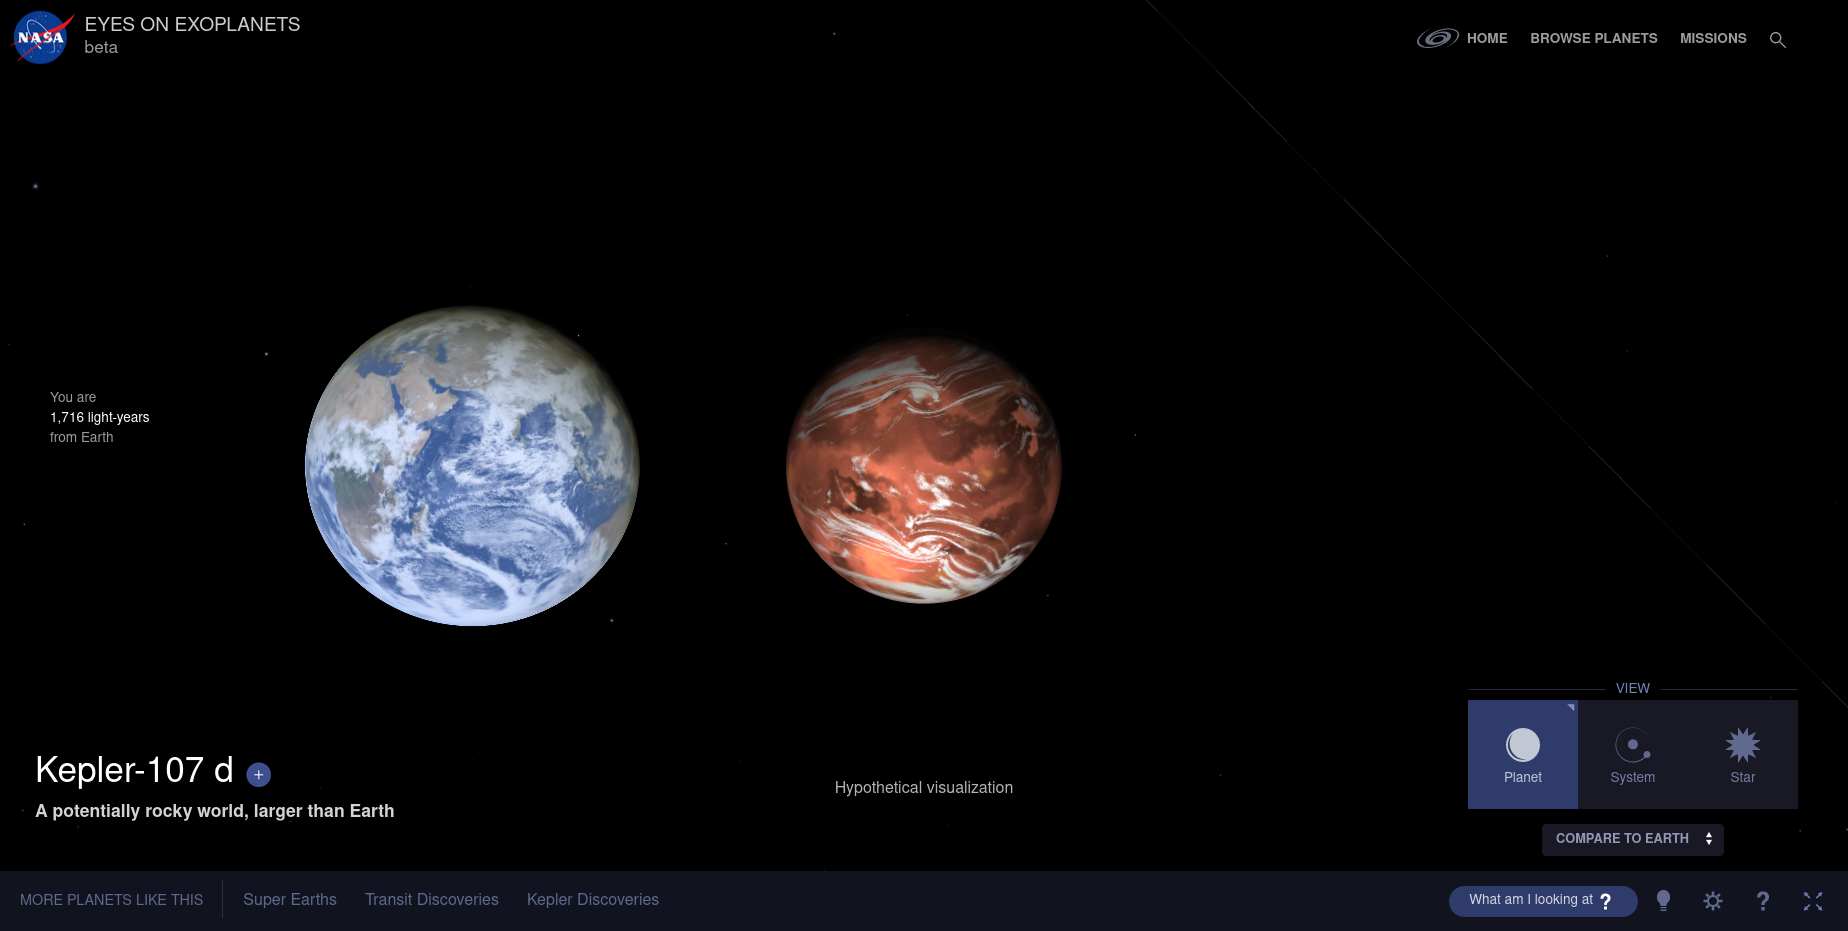 NASA
EYES ON EXOPLANETS
beta
HOME
BROWSE PLANETS
MISSIONS
You are
1,716 light-years
from Earth
Kepler-107 d +
A potentially rocky world, larger than Earth
Hypothetical visualization
VIEW
Planet
System
Star
COMPARE TO EARTH
MORE PLANETS LIKE THIS
Super Earths
Transit Discoveries
Kepler Discoveries
What am I looking at ?
?